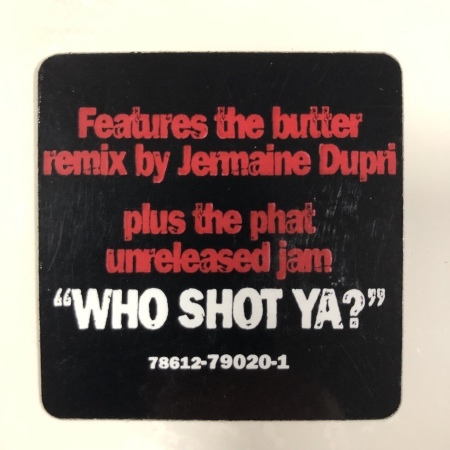 Features the butter
remix by Jermaine Dupri
plus the phat
unreleased jam
“WHO SHOT YA?”
78612-79020-1